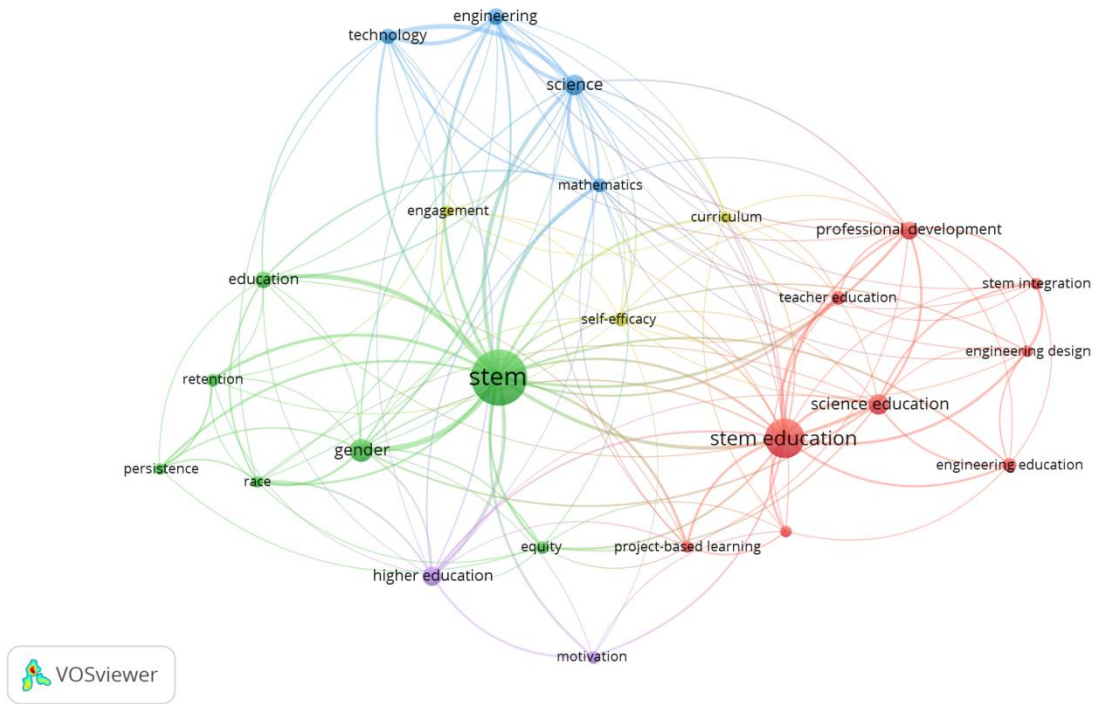 engineering
technology
science
mathematics
engagement
curriculum
professional development
education
stem integration
teacher education
self-efficacy
engineering design
retention
stem
science education
stem education
gender
engineering education
persistence
race
equity
project-based learning
higher education
motivation
VOSviewer